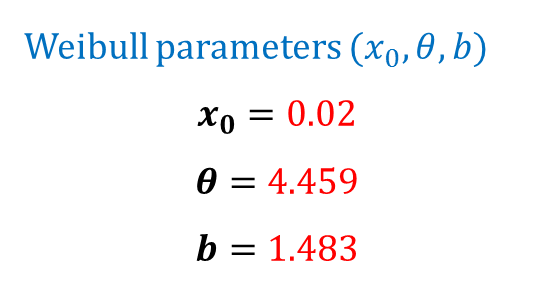 Weibull parameters (x₀, θ, b)
x₀ = 0.02
θ = 4.459
b = 1.483